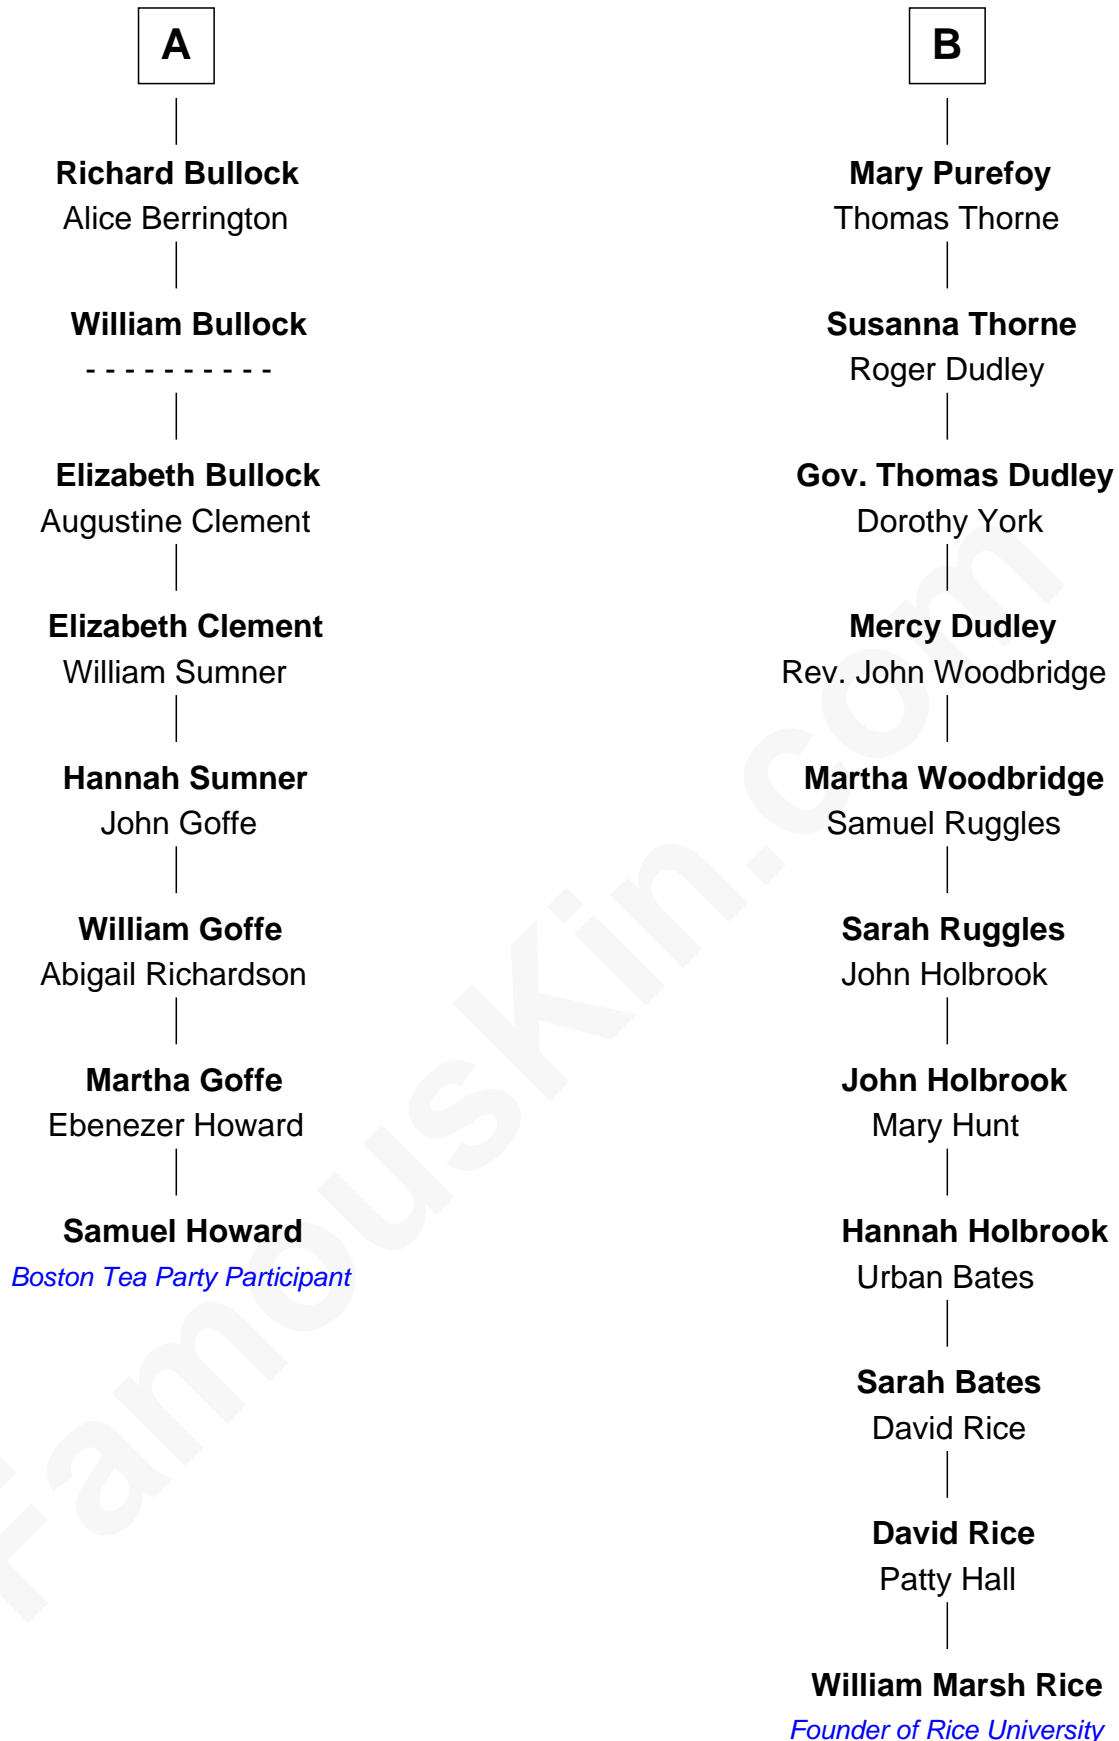 A
Richard Bullock
Alice Berrington
William Bullock
- - - - - - - - - -
Elizabeth Bullock
Augustine Clement
Elizabeth Clement
William Sumner
Hannah Sumner
John Goffe
William Goffe
Abigail Richardson
Martha Goffe
Ebenezer Howard
Samuel Howard
Boston Tea Party Participant
B
Mary Purefoy
Thomas Thorne
Susanna Thorne
Roger Dudley
Gov. Thomas Dudley
Dorothy York
Mercy Dudley
Rev. John Woodbridge
Martha Woodbridge
Samuel Ruggles
Sarah Ruggles
John Holbrook
John Holbrook
Mary Hunt
Hannah Holbrook
Urban Bates
Sarah Bates
David Rice
David Rice
Patty Hall
William Marsh Rice
Founder of Rice University
FamousKin.com